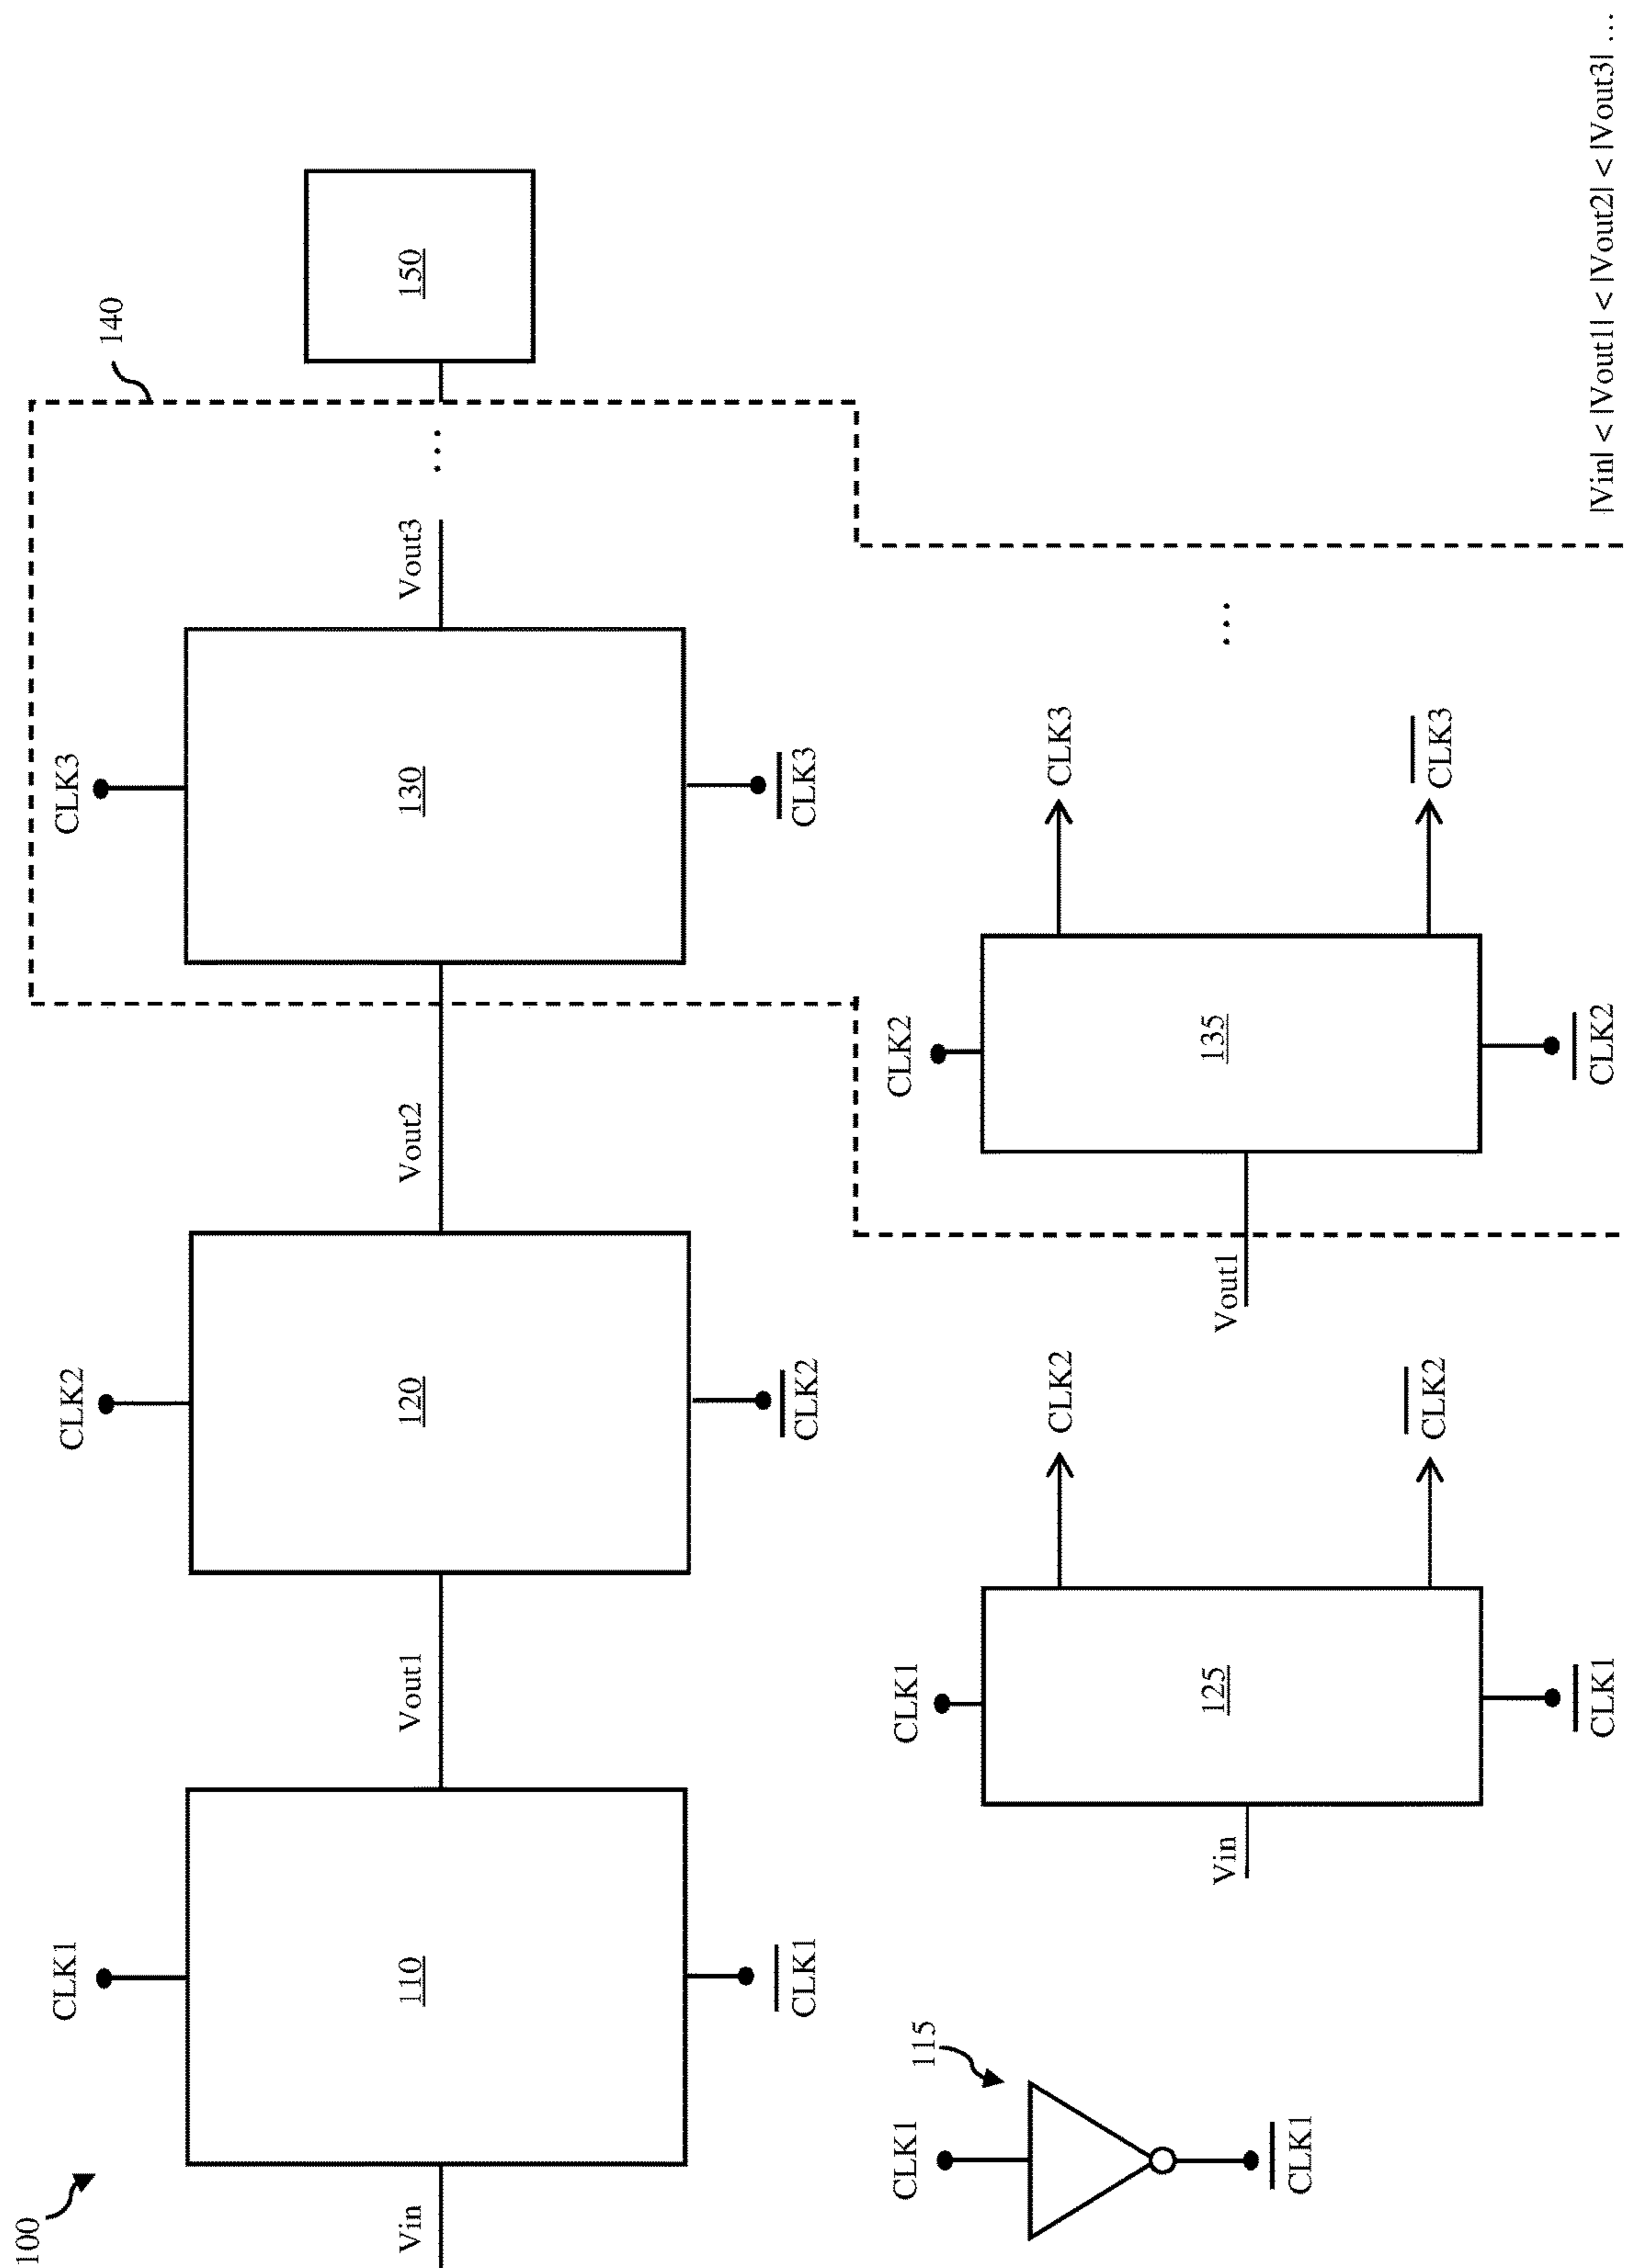 100
CLK1
CLK2
CLK3
140
Vin
110
Vout1
120
Vout2
130
Vout3
...
150
CLK1
CLK2
CLK3
115
CLK1
CLK1
CLK1
Vin
125
CLK2
CLK2
CLK1
CLK2
Vout1
135
CLK3
CLK3
CLK2
...
|Vin| < |Vout1| < |Vout2| < |Vout3| ...